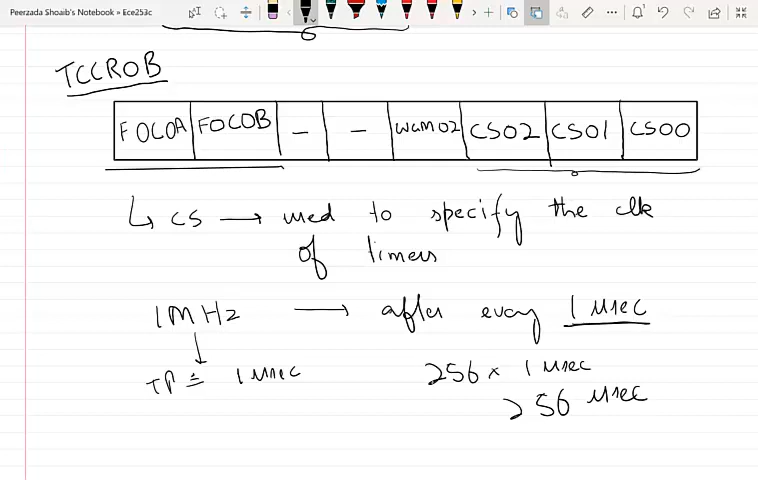 Peerzada Shoaib's Notebook » Ece253c
TCCR0B
FOC0A FOC0B – – WGM02 CS02 CS01 CS00
↳ CS → used to specify the clk
of timers
1MHz → after every 1 μsec
TP = 1 μsec
256 × 1 μsec
256 μsec